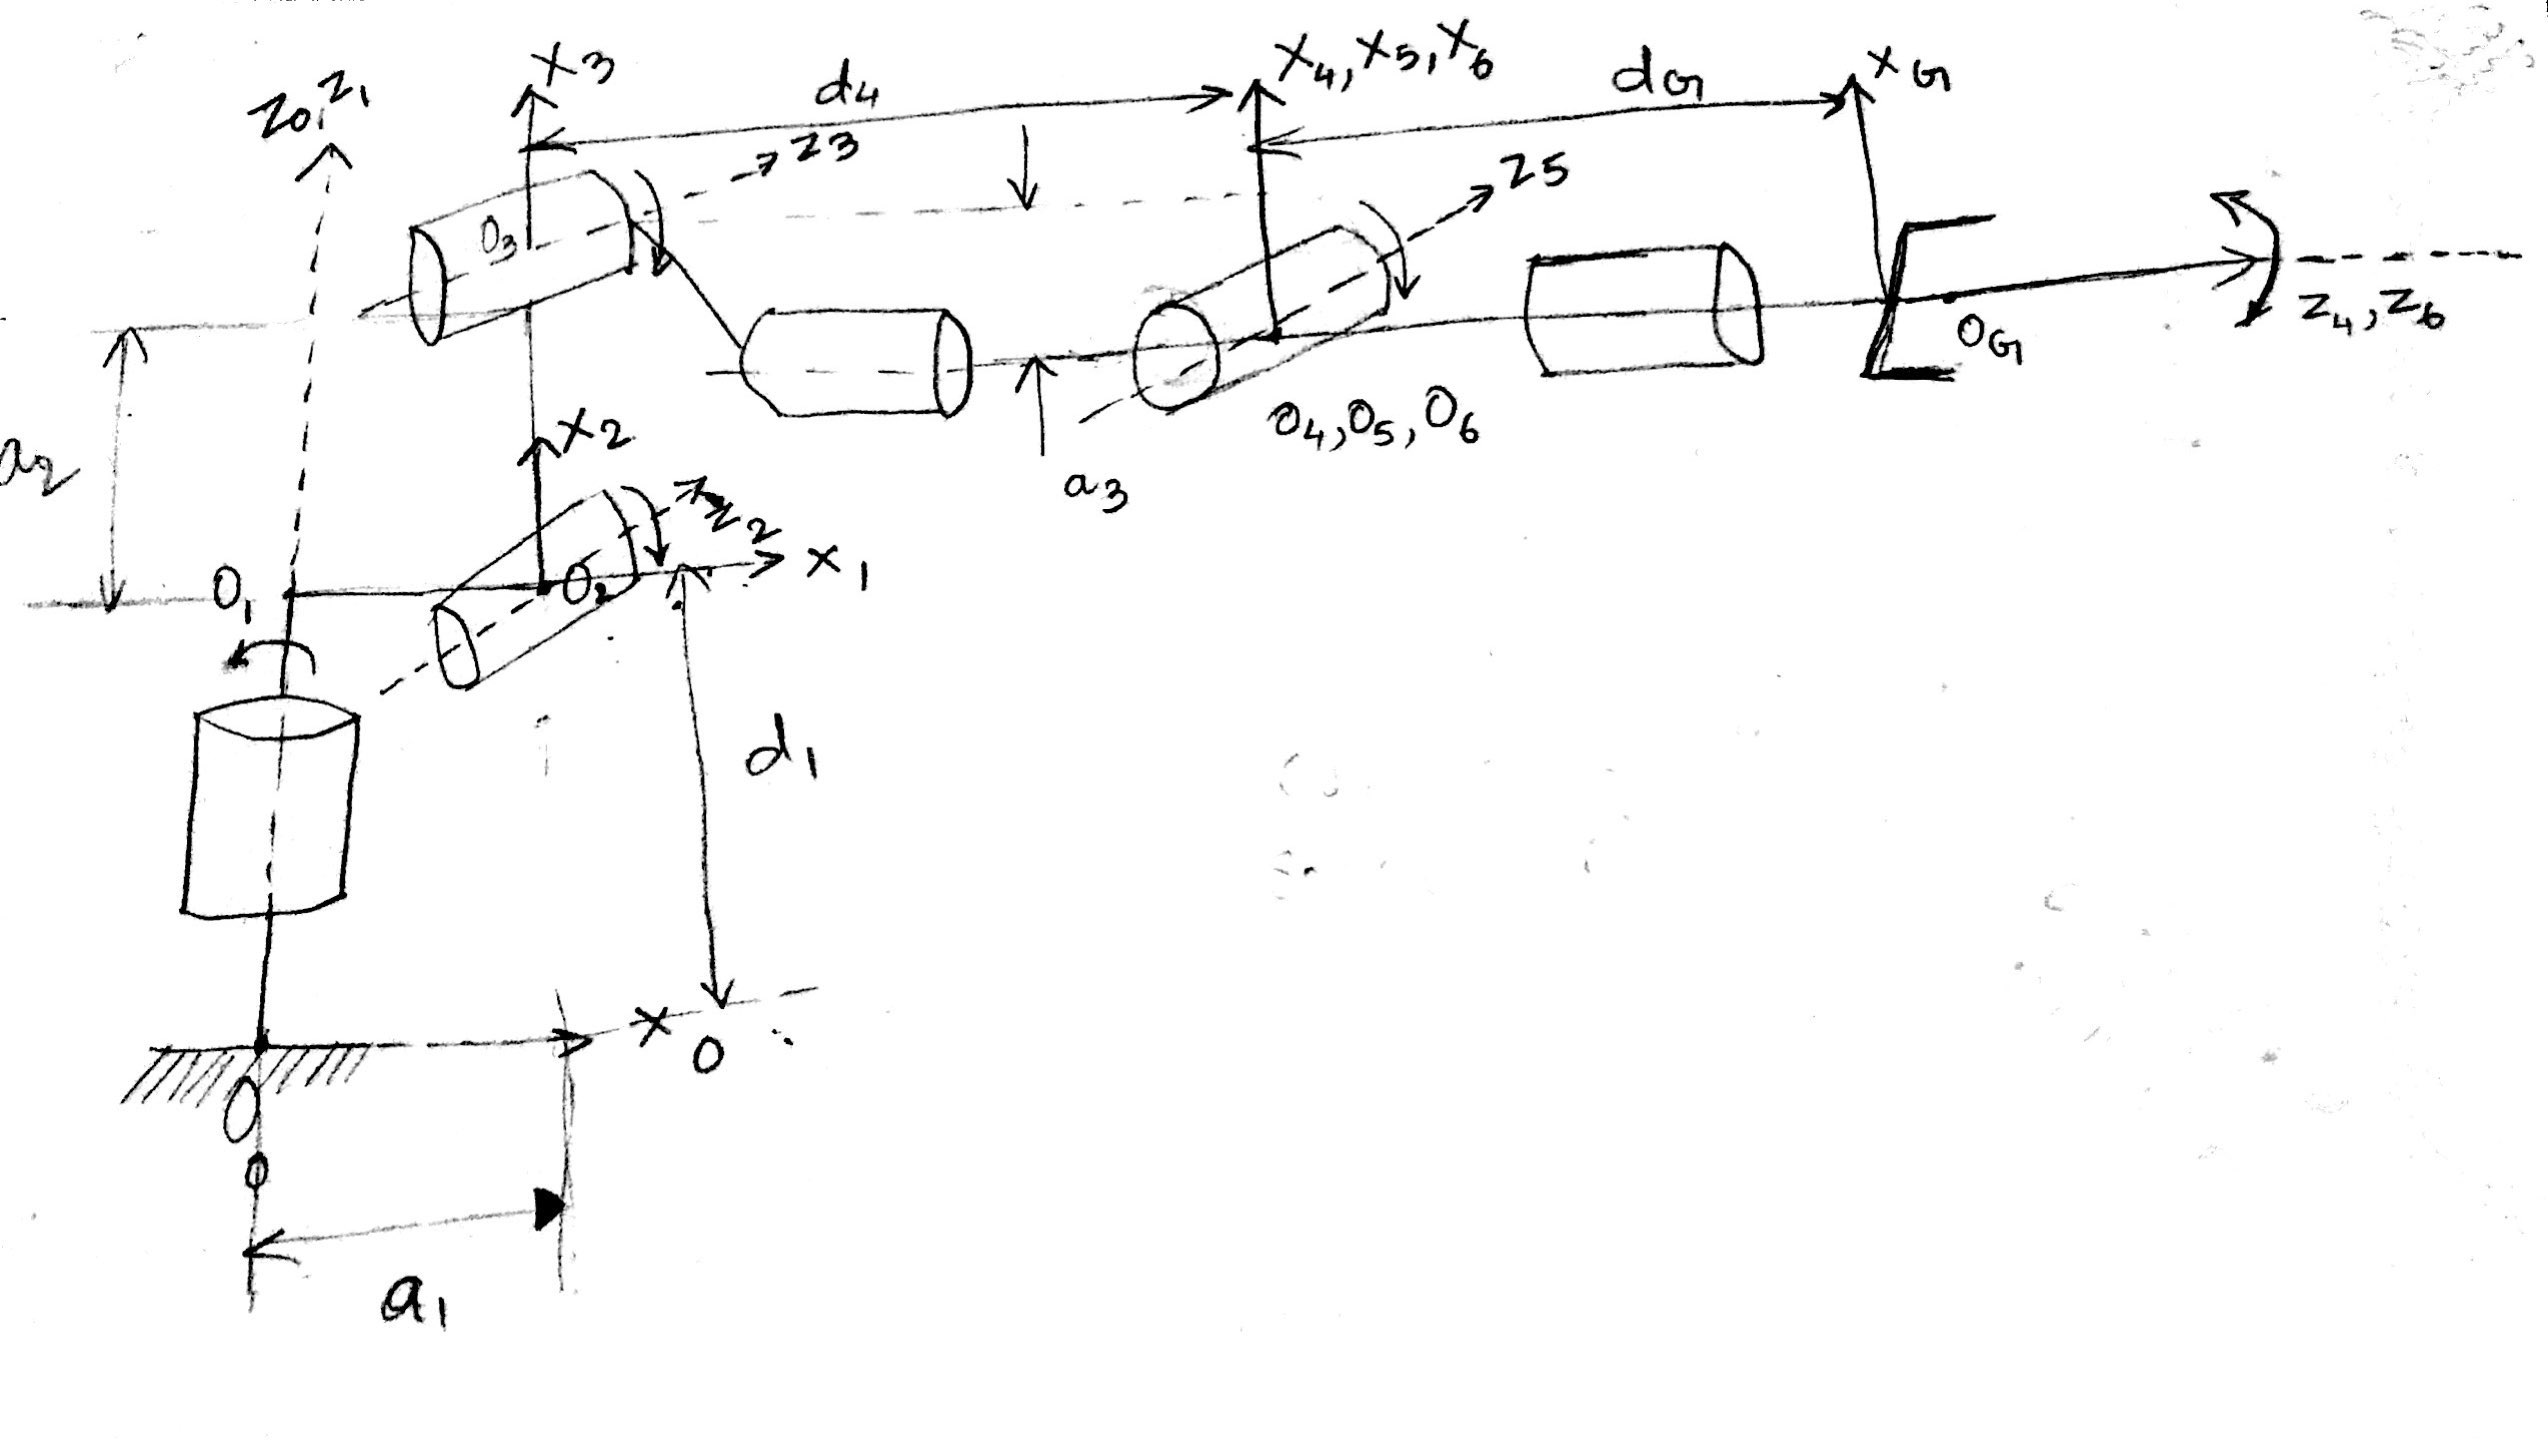 X3
X4, X5, X6
d4
dG
XG
Z0, Z1
Z3
Z5
O3
Z4, Z6
OG
X2
O4, O5, O6
a2
a3
Z2
O1
O2
X1
d1
X0
O0
a1